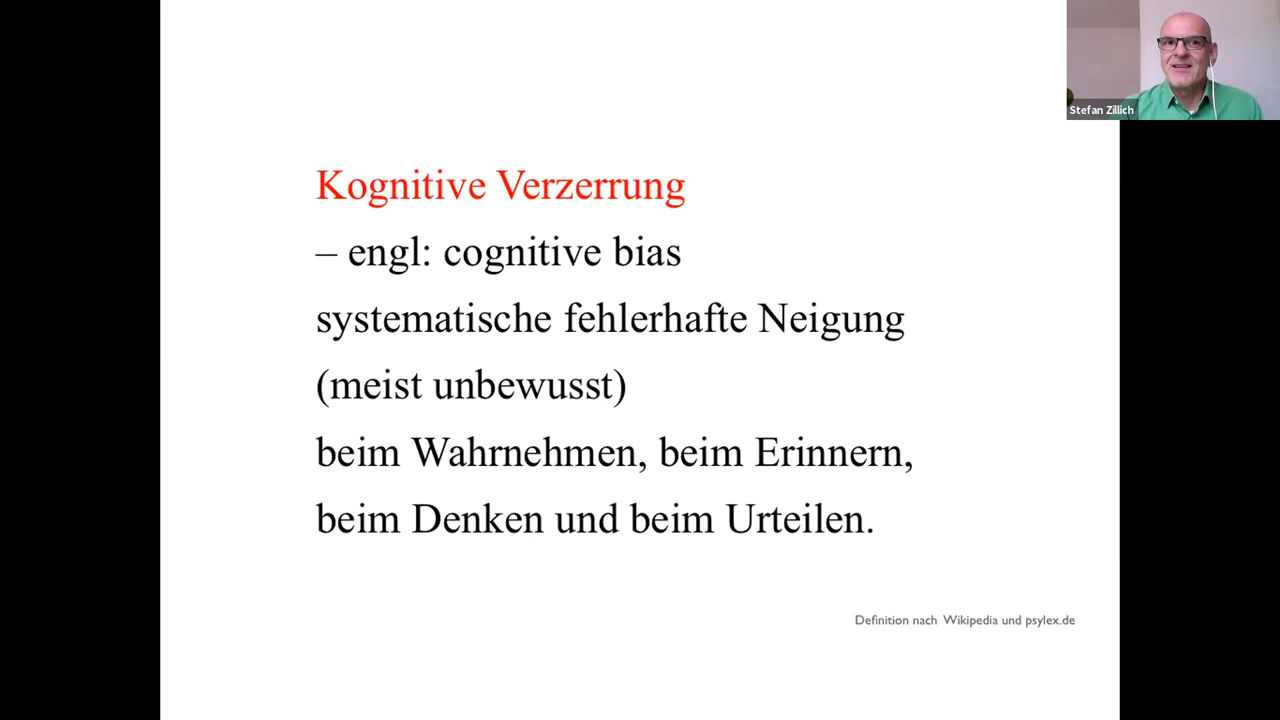 Stefan Zillich
Kognitive Verzerrung
– engl: cognitive bias
systematische fehlerhafte Neigung
(meist unbewusst)
beim Wahrnehmen, beim Erinnern,
beim Denken und beim Urteilen.
Definition nach Wikipedia und psylex.de